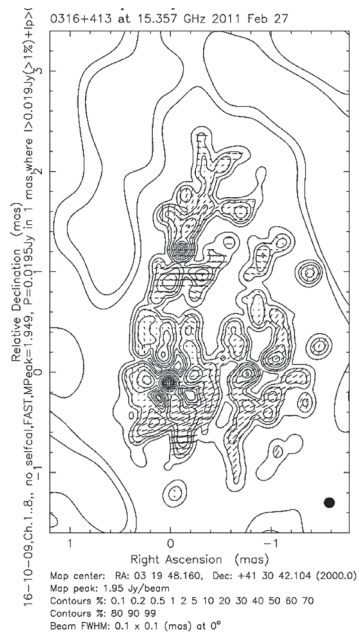 0316+413 at 15.357 GHz 2011 Feb 27
16-10-09,Ch.1..8,, no_selfcal,FAST,MPeak=1.949, P=0.0195Jy in 1 mas,where I>0.019Jy(>1%)+Ip>(
Relative Declination (mas)
3
2
1
0
−1
1 0 −1
Right Ascension (mas)
Map center: RA: 03 19 48.160, Dec: +41 30 42.104 (2000.0)
Map peak: 1.95 Jy/beam
Contours %: 0.1 0.2 0.5 1 2 5 10 20 30 40 50 60 70
Contours %: 80 90 99
Beam FWHM: 0.1 x 0.1 (mas) at 0°